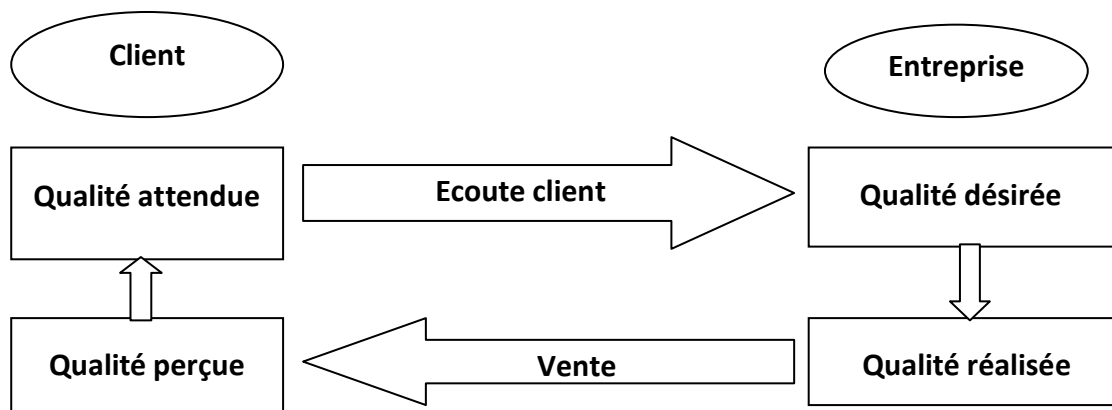 Client
Entreprise
Qualité attendue
Ecoute client
Qualité désirée
Qualité perçue
Vente
Qualité réalisée